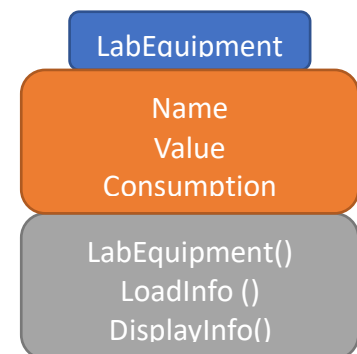 LabEquipment
Name
Value
Consumption
LabEquipment()
LoadInfo ()
DisplayInfo()